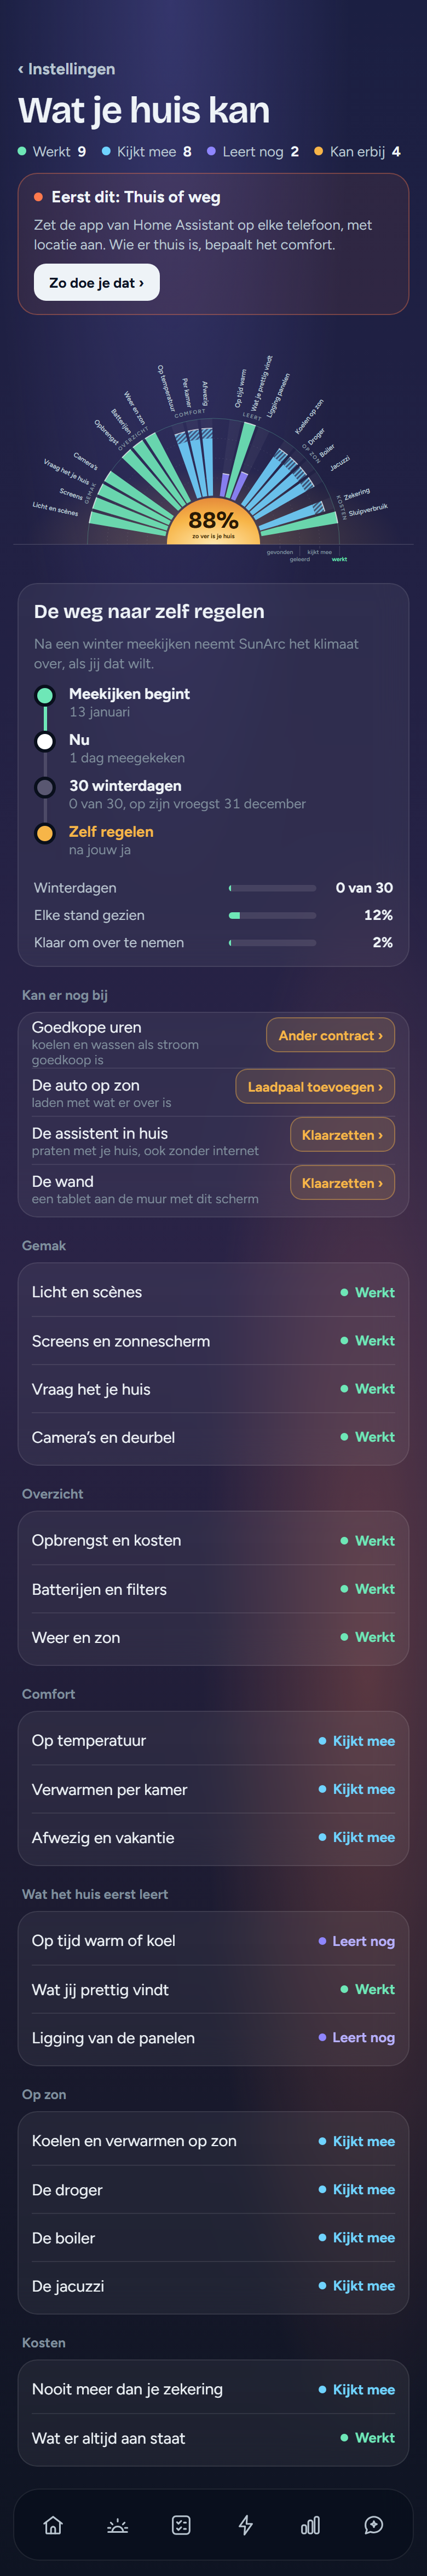 ‹ Instellingen
Wat je huis kan
Werkt 9 Kijkt mee 8 Leert nog 2 Kan erbij 4
Eerst dit: Thuis of weg
Zet de app van Home Assistant op elke telefoon, met
locatie aan. Wie er thuis is, bepaalt het comfort.
Zo doe je dat ›
Licht en scènes
Screens
Vraag het je huis
Camera's
GEMAK
Opbrengst
Batterijen
Weer en zon
OVERZICHT
Op temperatuur
Per kamer
Afwezig
COMFORT
Op tijd warm
Wat je prettig vindt
Ligging panelen
LEERT
Koelen op zon
Droger
Boiler
Jacuzzi
OP ZON
Zekering
Sluipverbruik
KOSTEN
88%
zo ver is je huis
gevonden kijkt mee
geleerd werkt
De weg naar zelf regelen
Na een winter meekijken neemt SunArc het klimaat
over, als jij dat wilt.
Meekijken begint
13 januari
Nu
1 dag meegekeken
30 winterdagen
0 van 30, op zijn vroegst 31 december
Zelf regelen
na jouw ja
Winterdagen 0 van 30
Elke stand gezien 12%
Klaar om over te nemen 2%
Kan er nog bij
Goedkope uren
koelen en wassen als stroom
goedkoop is
Ander contract ›
De auto op zon
laden met wat er over is
Laadpaal toevoegen ›
De assistent in huis
praten met je huis, ook zonder internet
Klaarzetten ›
De wand
een tablet aan de muur met dit scherm
Klaarzetten ›
Gemak
Licht en scènes Werkt
Screens en zonnescherm Werkt
Vraag het je huis Werkt
Camera’s en deurbel Werkt
Overzicht
Opbrengst en kosten Werkt
Batterijen en filters Werkt
Weer en zon Werkt
Comfort
Op temperatuur Kijkt mee
Verwarmen per kamer Kijkt mee
Afwezig en vakantie Kijkt mee
Wat het huis eerst leert
Op tijd warm of koel Leert nog
Wat jij prettig vindt Werkt
Ligging van de panelen Leert nog
Op zon
Koelen en verwarmen op zon Kijkt mee
De droger Kijkt mee
De boiler Kijkt mee
De jacuzzi Kijkt mee
Kosten
Nooit meer dan je zekering Kijkt mee
Wat er altijd aan staat Werkt